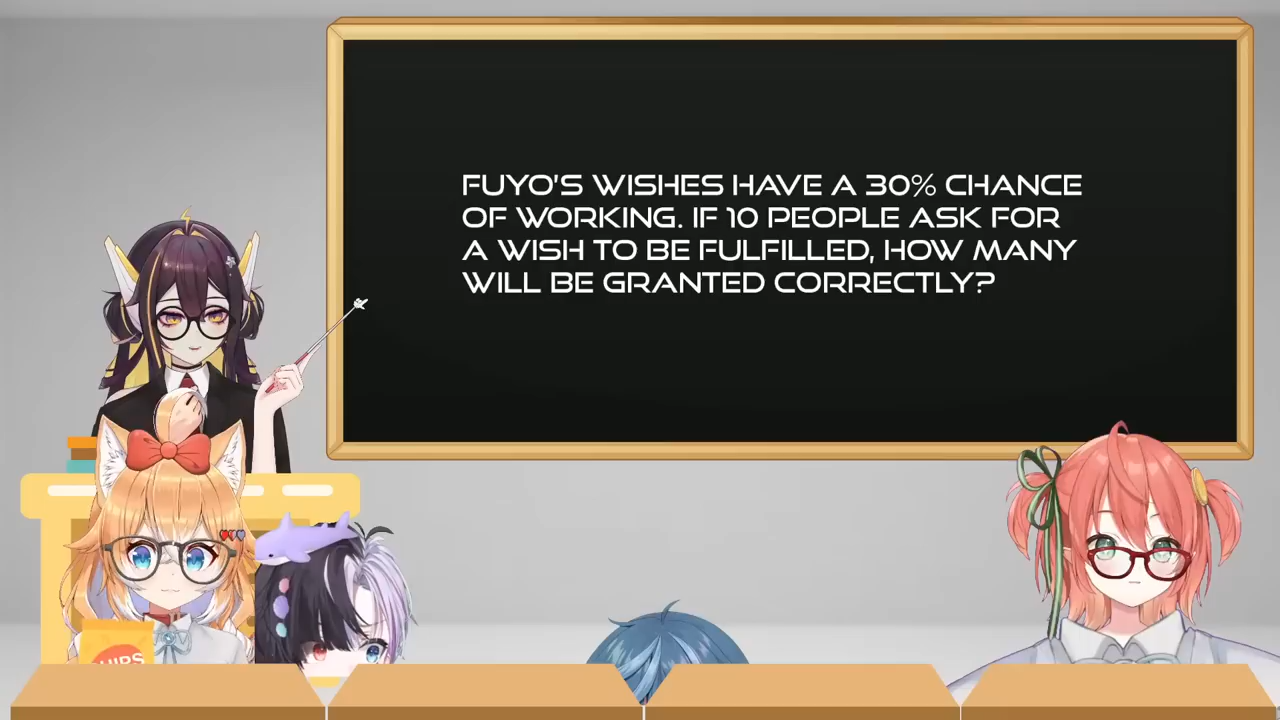 FUYO'S WISHES HAVE A 30% CHANCE
OF WORKING. IF 10 PEOPLE ASK FOR
A WISH TO BE FULFILLED, HOW MANY
WILL BE GRANTED CORRECTLY?